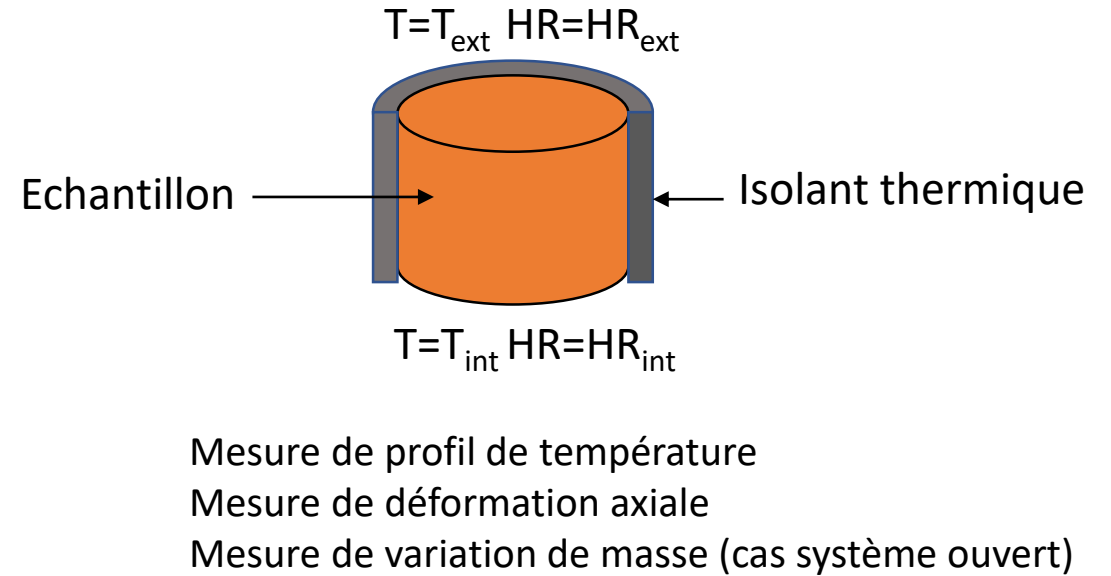 T=Text HR=HRext
Echantillon
Isolant thermique
T=Tint HR=HRint
Mesure de profil de température
Mesure de déformation axiale
Mesure de variation de masse (cas système ouvert)